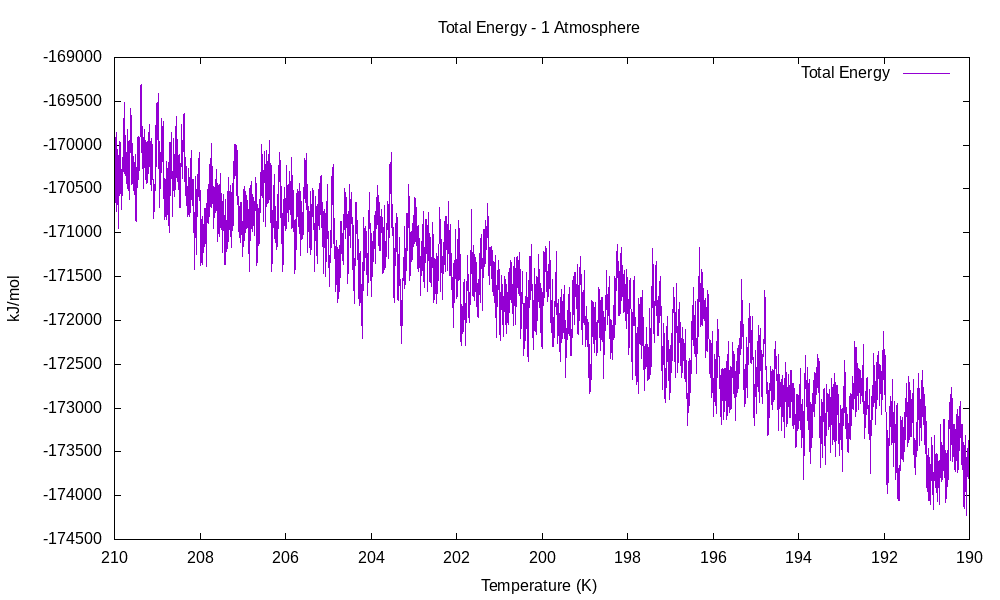 Total Energy - 1 Atmosphere
Total Energy
-169000
-169500
-170000
-170500
-171000
-171500
-172000
-172500
-173000
-173500
-174000
-174500
kJ/mol
210 208 206 204 202 200 198 196 194 192 190
Temperature (K)